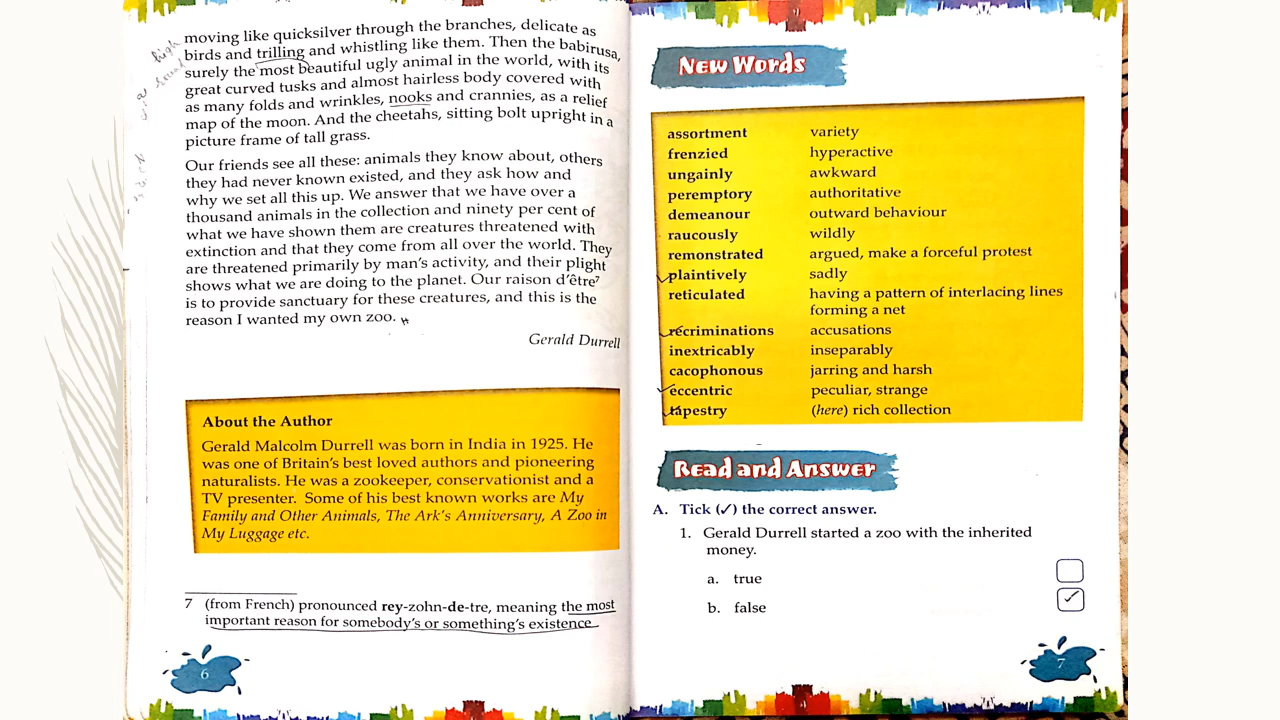 moving like quicksilver through the branches, delicate as
birds and trilling and whistling like them. Then the babirusa,
surely the most beautiful ugly animal in the world, with its
great curved tusks and almost hairless body covered with
as many folds and wrinkles, nooks and crannies, as a relief
map of the moon. And the cheetahs, sitting bolt upright in a
picture frame of tall grass.
Our friends see all these: animals they know about, others
they had never known existed, and they ask how and
why we set all this up. We answer that we have over a
thousand animals in the collection and ninety per cent of
what we have shown them are creatures threatened with
extinction and that they come from all over the world. They
are threatened primarily by man's activity, and their plight
shows what we are doing to the planet. Our raison d'être7
is to provide sanctuary for these creatures, and this is the
reason I wanted my own zoo.
Gerald Durrell
About the Author
Gerald Malcolm Durrell was born in India in 1925. He
was one of Britain's best loved authors and pioneering
naturalists. He was a zookeeper, conservationist and a
TV presenter. Some of his best known works are My
Family and Other Animals, The Ark's Anniversary, A Zoo in
My Luggage etc.
7 (from French) pronounced rey-zohn-de-tre, meaning the most
important reason for somebody's or something's existence
6
high
sound
New Words
assortment variety
frenzied hyperactive
ungainly awkward
peremptory authoritative
demeanour outward behaviour
raucously wildly
remonstrated argued, make a forceful protest
plaintively sadly
reticulated having a pattern of interlacing lines
forming a net
recriminations accusations
inextricably inseparably
cacophonous jarring and harsh
eccentric peculiar, strange
tapestry (here) rich collection
Read and Answer
A. Tick (✓) the correct answer.
1. Gerald Durrell started a zoo with the inherited
money.
a. true
b. false ✓
7